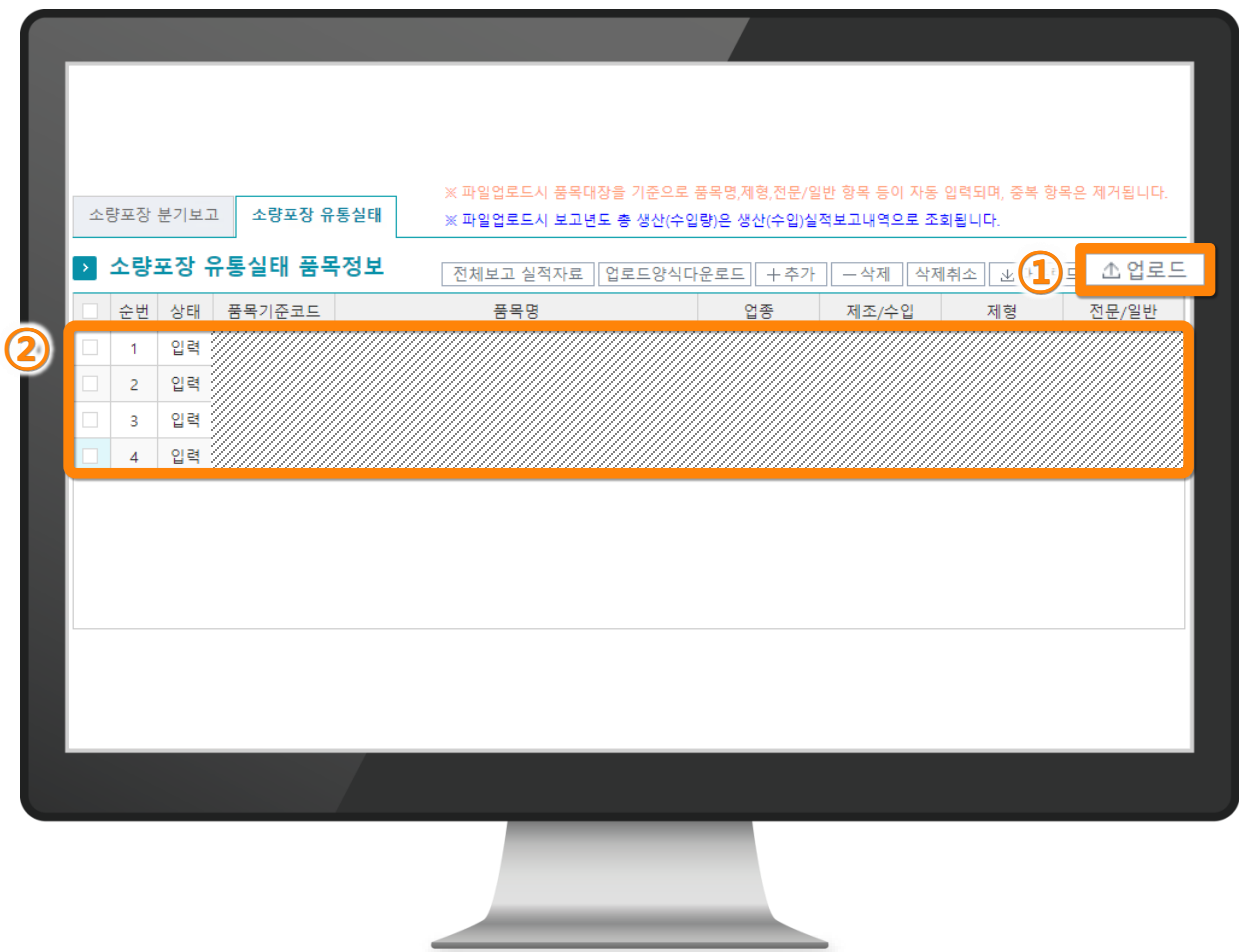 ※ 파일업로드시 품목대장을 기준으로 품목명,제형,전문/일반 항목 등이 자동 입력되며, 중복 항목은 제거됩니다.
소량포장 분기보고 소량포장 유통실태
※ 파일업로드시 보고년도 총 생산(수입량)은 생산(수입)실적보고내역으로 조회됩니다.
소량포장 유통실태 품목정보 전체보고 실적자료 업로드양식다운로드 추가 삭제 삭제취소 ① 업로드
순번 상태 품목기준코드 품목명 업종 제조/수입 제형 전문/일반
②
1 입력
2 입력
3 입력
4 입력